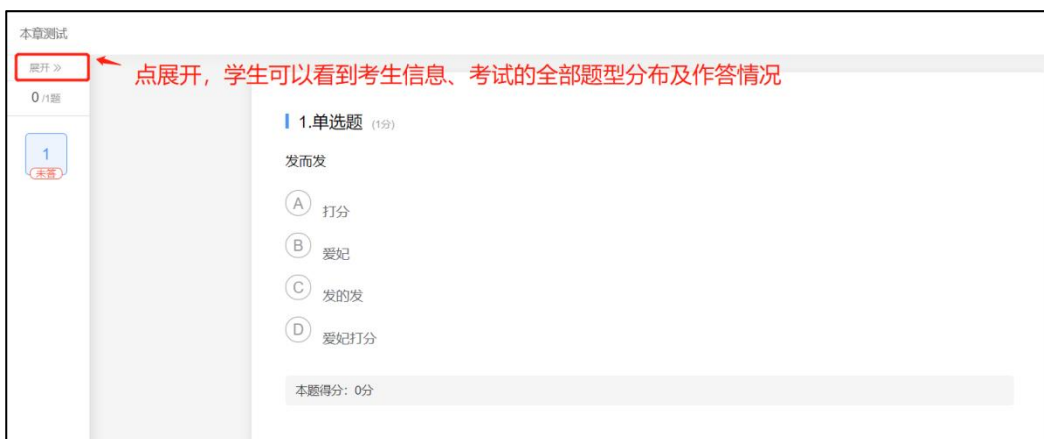 本章测试
展开 »
点展开，学生可以看到考生信息、考试的全部题型分布及作答情况
0 /1题
1.单选题 (1分)
1
未答
发而发
A 打分
B 爱妃
C 发的发
D 爱妃打分
本题得分：0分